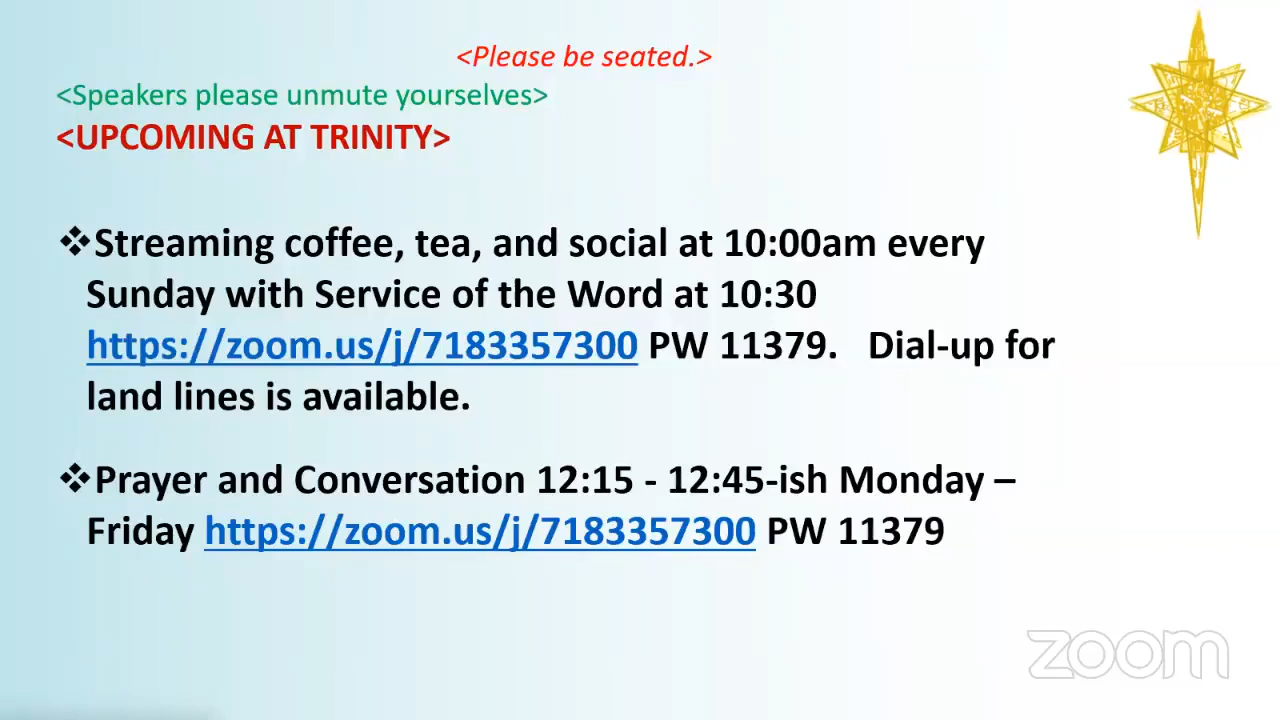 <Please be seated.>
<Speakers please unmute yourselves>
<UPCOMING AT TRINITY>
❖Streaming coffee, tea, and social at 10:00am every
Sunday with Service of the Word at 10:30
https://zoom.us/j/7183357300 PW 11379.   Dial-up for
land lines is available.
❖Prayer and Conversation 12:15 - 12:45-ish Monday –
Friday https://zoom.us/j/7183357300 PW 11379
zoom